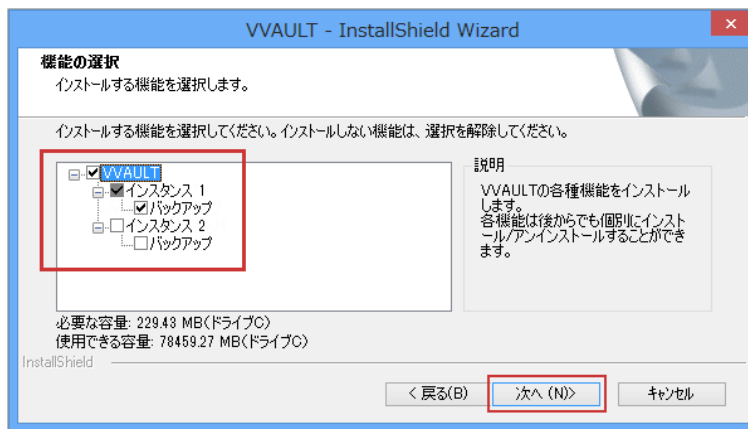 VVAULT - InstallShield Wizard
機能の選択
インストールする機能を選択します。
インストールする機能を選択してください。インストールしない機能は、選択を解除してください。
VVAULT
インスタンス 1
バックアップ
インスタンス 2
バックアップ
説明
VVAULTの各種機能をインストール
します。
各機能は後からでも個別にインスト
ール/アンインストールすることができ
ます。
必要な容量: 229.43 MB(ドライブC)
使用できる容量: 78459.27 MB(ドライブC)
InstallShield
< 戻る(B)
次へ (N)>
キャンセル